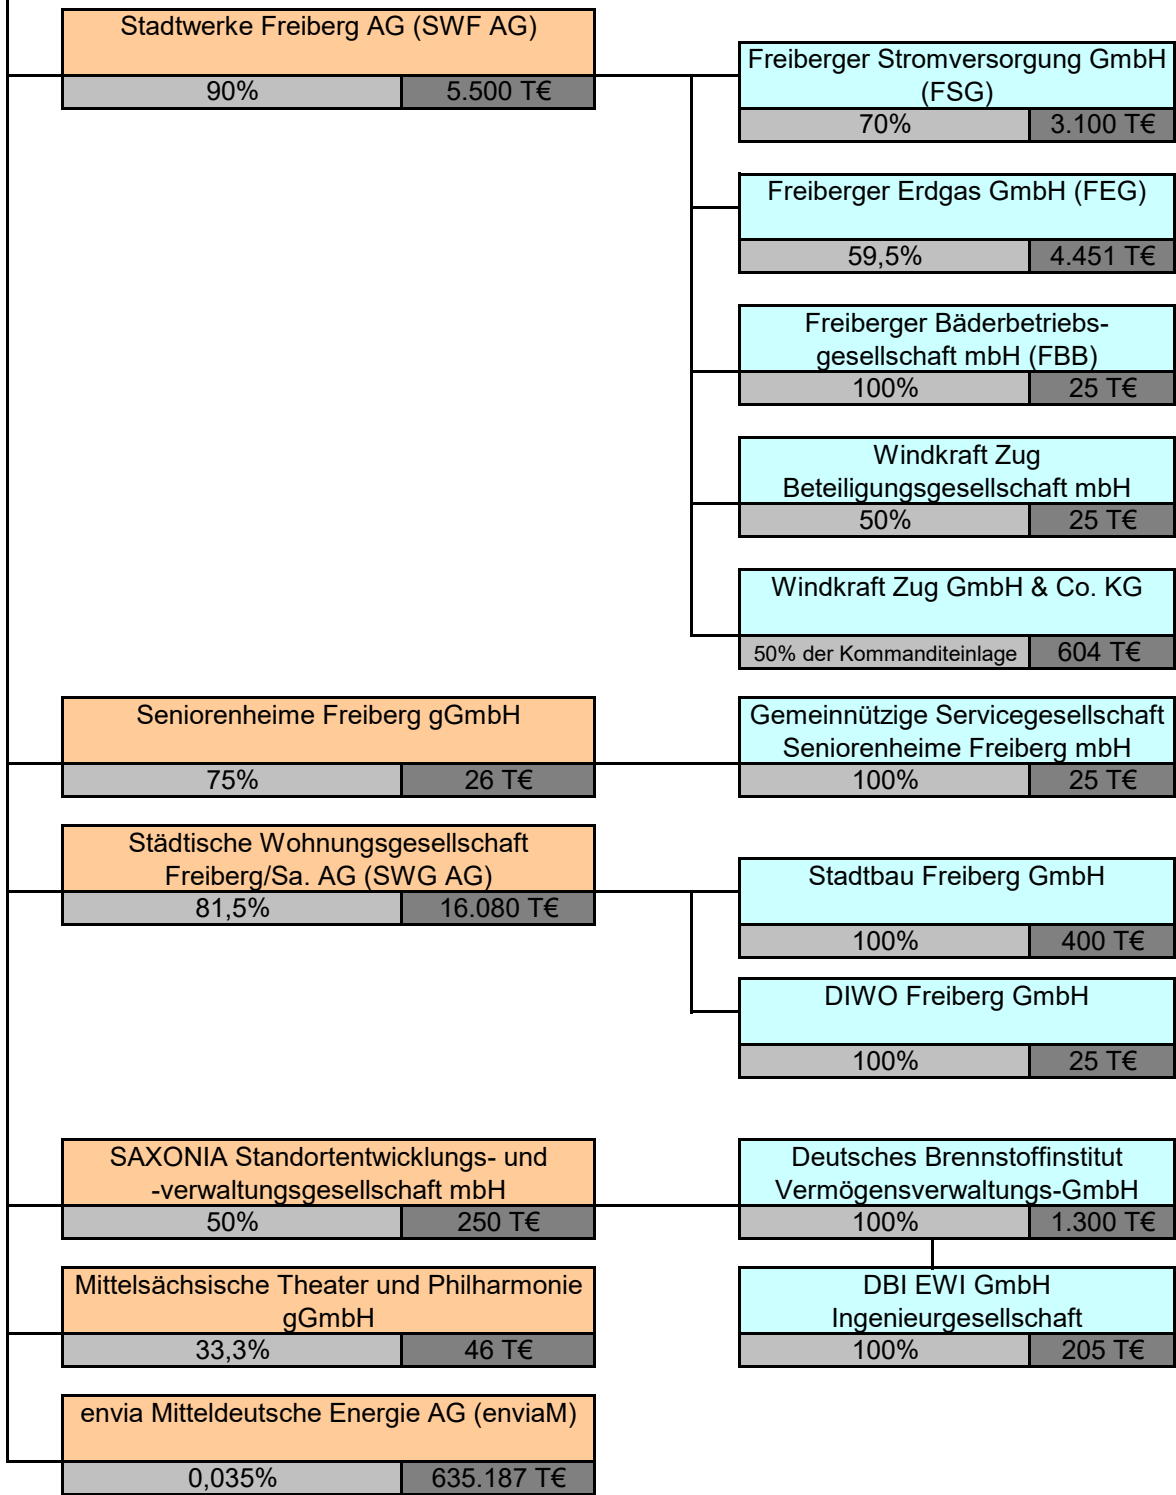 Stadtwerke Freiberg AG (SWF AG)
90%
5.500 T€
Freiberger Stromversorgung GmbH
(FSG)
70%
3.100 T€
Freiberger Erdgas GmbH (FEG)
59,5%
4.451 T€
Freiberger Bäderbetriebs-
gesellschaft mbH (FBB)
100%
25 T€
Windkraft Zug
Beteiligungsgesellschaft mbH
50%
25 T€
Windkraft Zug GmbH & Co. KG
50% der Kommanditeinlage
604 T€
Seniorenheime Freiberg gGmbH
75%
26 T€
Gemeinnützige Servicegesellschaft
Seniorenheime Freiberg mbH
100%
25 T€
Städtische Wohnungsgesellschaft
Freiberg/Sa. AG (SWG AG)
81,5%
16.080 T€
Stadtbau Freiberg GmbH
100%
400 T€
DIWO Freiberg GmbH
100%
25 T€
SAXONIA Standortentwicklungs- und
-verwaltungsgesellschaft mbH
50%
250 T€
Deutsches Brennstoffinstitut
Vermögensverwaltungs-GmbH
100%
1.300 T€
Mittelsächsische Theater und Philharmonie
gGmbH
33,3%
46 T€
DBI EWI GmbH
Ingenieurgesellschaft
100%
205 T€
envia Mitteldeutsche Energie AG (enviaM)
0,035%
635.187 T€